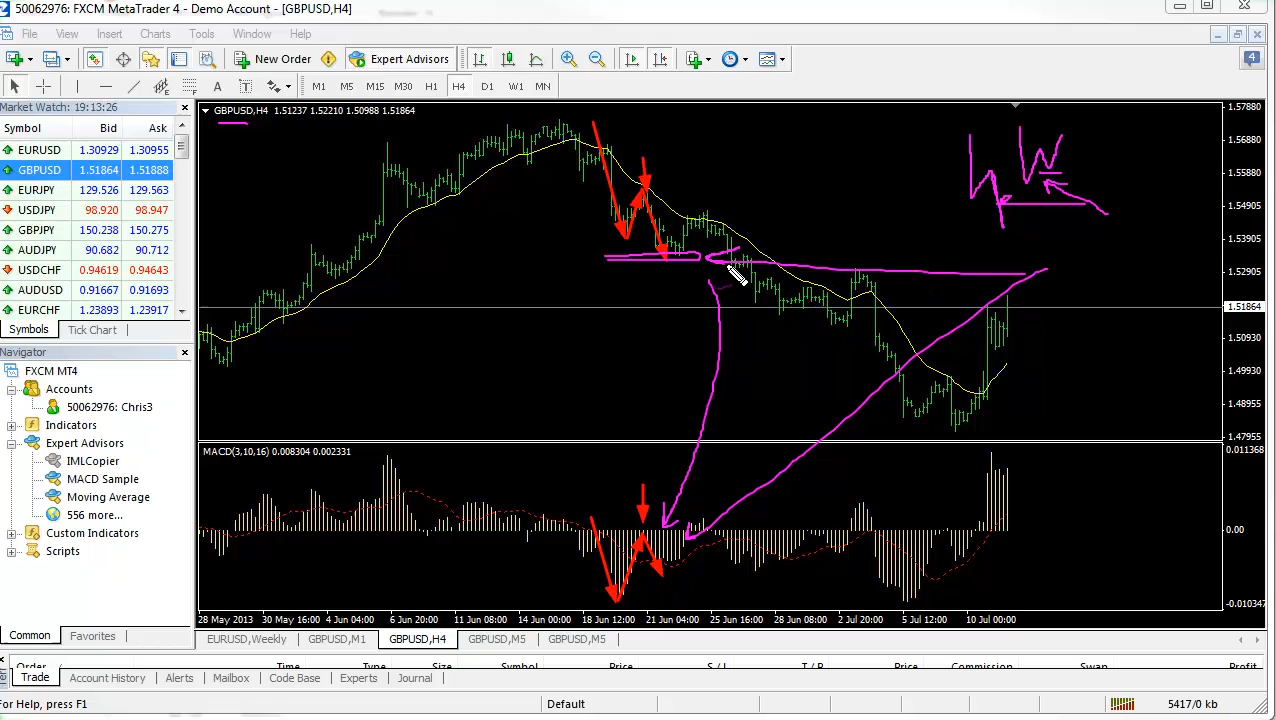 50062976: FXCM MetaTrader 4 - Demo Account - [GBPUSD,H4]
File View Insert Charts Tools Window Help
New Order Expert Advisors 4
A T M1 M5 M15 M30 H1 H4 D1 W1 MN
Market Watch: 19:13:26
Symbol Bid Ask
EURUSD 1.30929 1.30955
GBPUSD 1.51864 1.51888
EURJPY 129.526 129.563
USDJPY 98.920 98.947
GBPJPY 150.238 150.275
AUDJPY 90.682 90.712
0.94619 0.94643
AUDUSD 0.91667 0.91693
EURCHF 1.23893 1.23917
Symbols Tick Chart
Navigator
FXCM MT4
Accounts
50062976: Chris3
Indicators
Expert Advisors
IMLCopier
MACD Sample
Moving Average
556 more...
Custom Indicators
Scripts
Common Favorites
GBPUSD,H4 1.51237 1.52210 1.50988 1.51864
1.57880
1.56880
1.55880
1.54905
1.53905
1.52905
1.51864
1.50930
1.49930
1.48955
1.47955
MACD(3,10,16) 0.008304 0.002331
0.011368
0.00
-0.010347
28 May 2013 30 May 16:00 4 Jun 04:00 6 Jun 20:00 11 Jun 08:00 14 Jun 00:00 18 Jun 12:00 21 Jun 04:00 25 Jun 16:00 28 Jun 08:00 2 Jul 20:00 5 Jul 12:00 10 Jul 00:00
EURUSD,Weekly GBPUSD,M1 GBPUSD,H4 GBPUSD,M5 GBPUSD,M5
Order Time Type Size Symbol Price S / L T / P Price Commission Swap Profit
Trade Account History Alerts Mailbox Code Base Experts Journal
For Help, press F1 Default 5417/0 kb